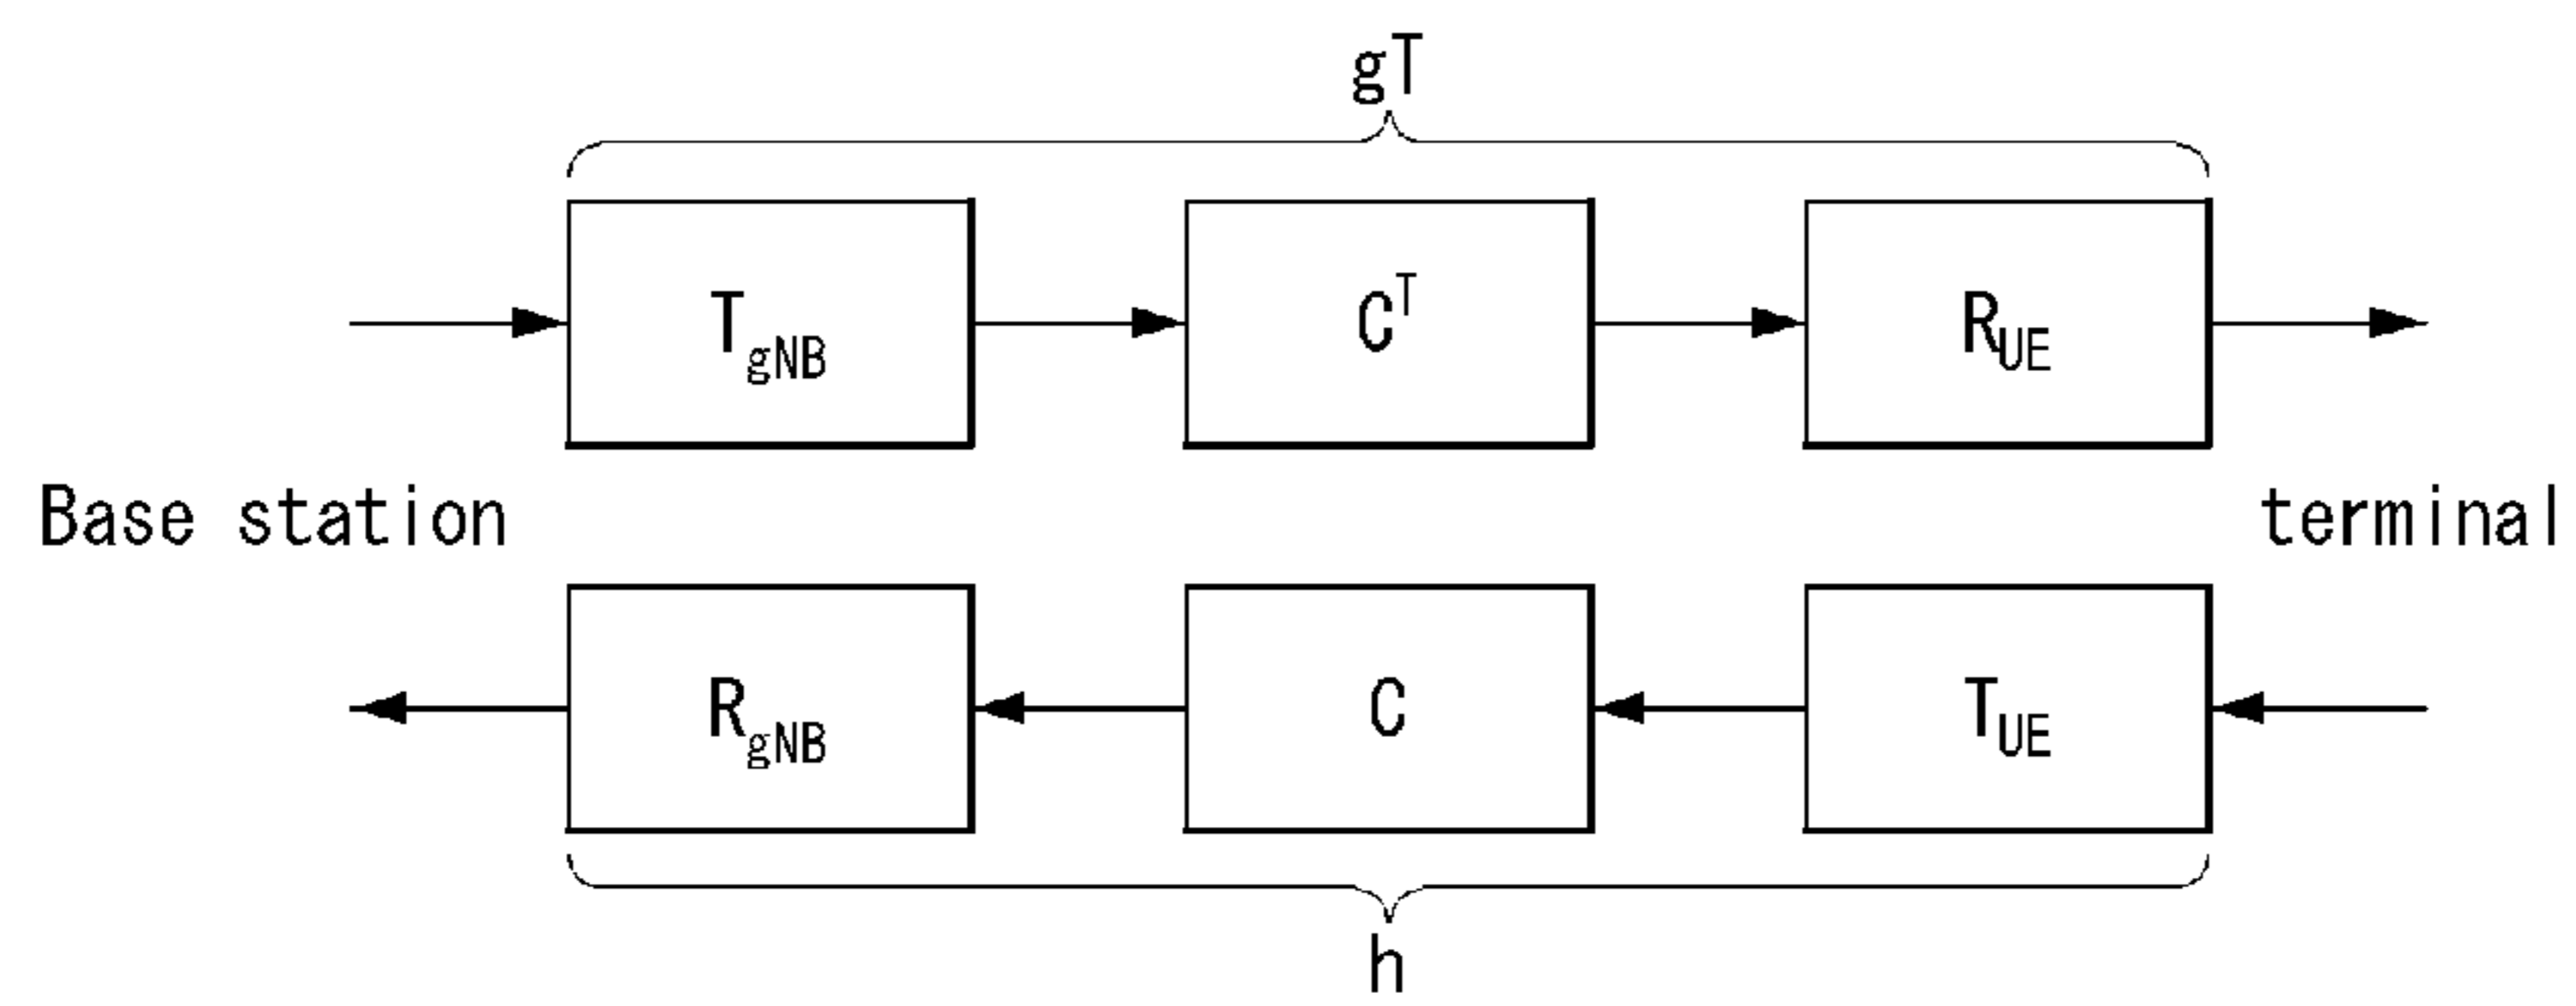 gT
T_gNB
C^T
R_UE
Base station
terminal
R_gNB
C
T_UE
h